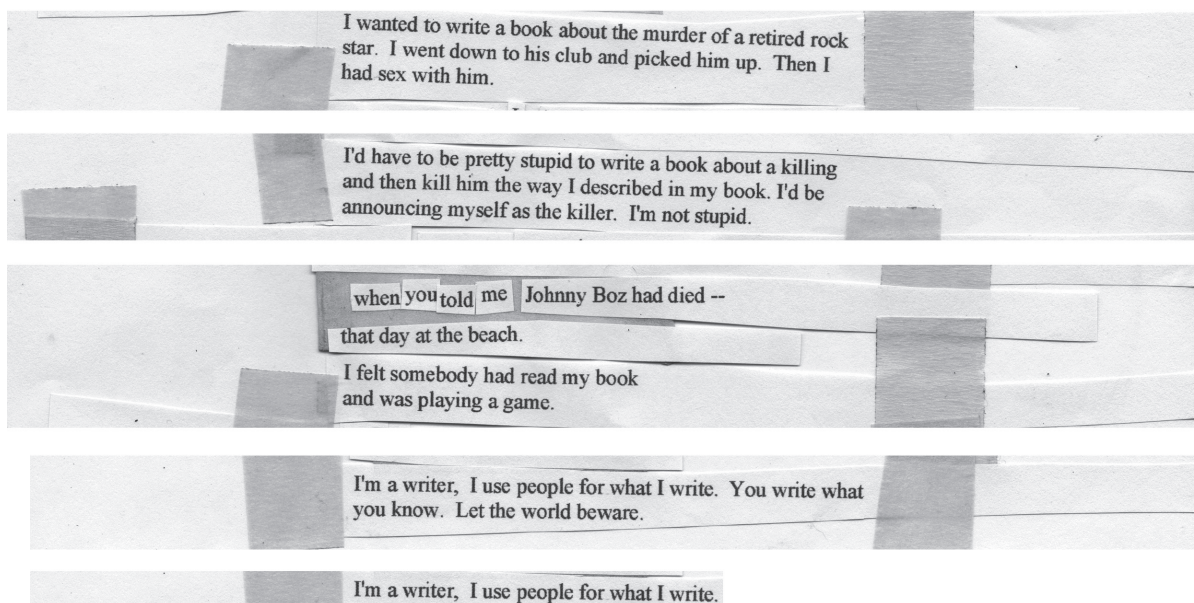 I wanted to write a book about the murder of a retired rock
star.  I went down to his club and picked him up.  Then I
had sex with him.
I'd have to be pretty stupid to write a book about a killing
and then kill him the way I described in my book. I'd be
announcing myself as the killer.  I'm not stupid.
when you told me Johnny Boz had died --
that day at the beach.
I felt somebody had read my book
and was playing a game.
I'm a writer,  I use people for what I write.  You write what
you know.  Let the world beware.
I'm a writer,  I use people for what I write.